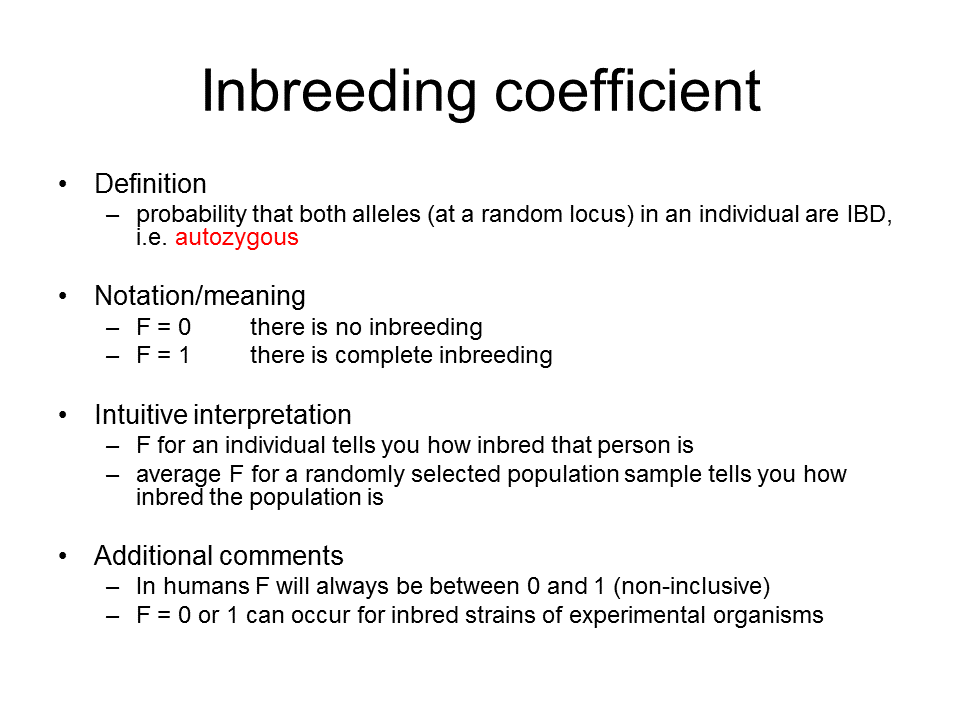 Inbreeding coefficient
• Definition
– probability that both alleles (at a random locus) in an individual are IBD,
i.e. autozygous
• Notation/meaning
– F = 0 there is no inbreeding
– F = 1 there is complete inbreeding
• Intuitive interpretation
– F for an individual tells you how inbred that person is
– average F for a randomly selected population sample tells you how
inbred the population is
• Additional comments
– In humans F will always be between 0 and 1 (non-inclusive)
– F = 0 or 1 can occur for inbred strains of experimental organisms